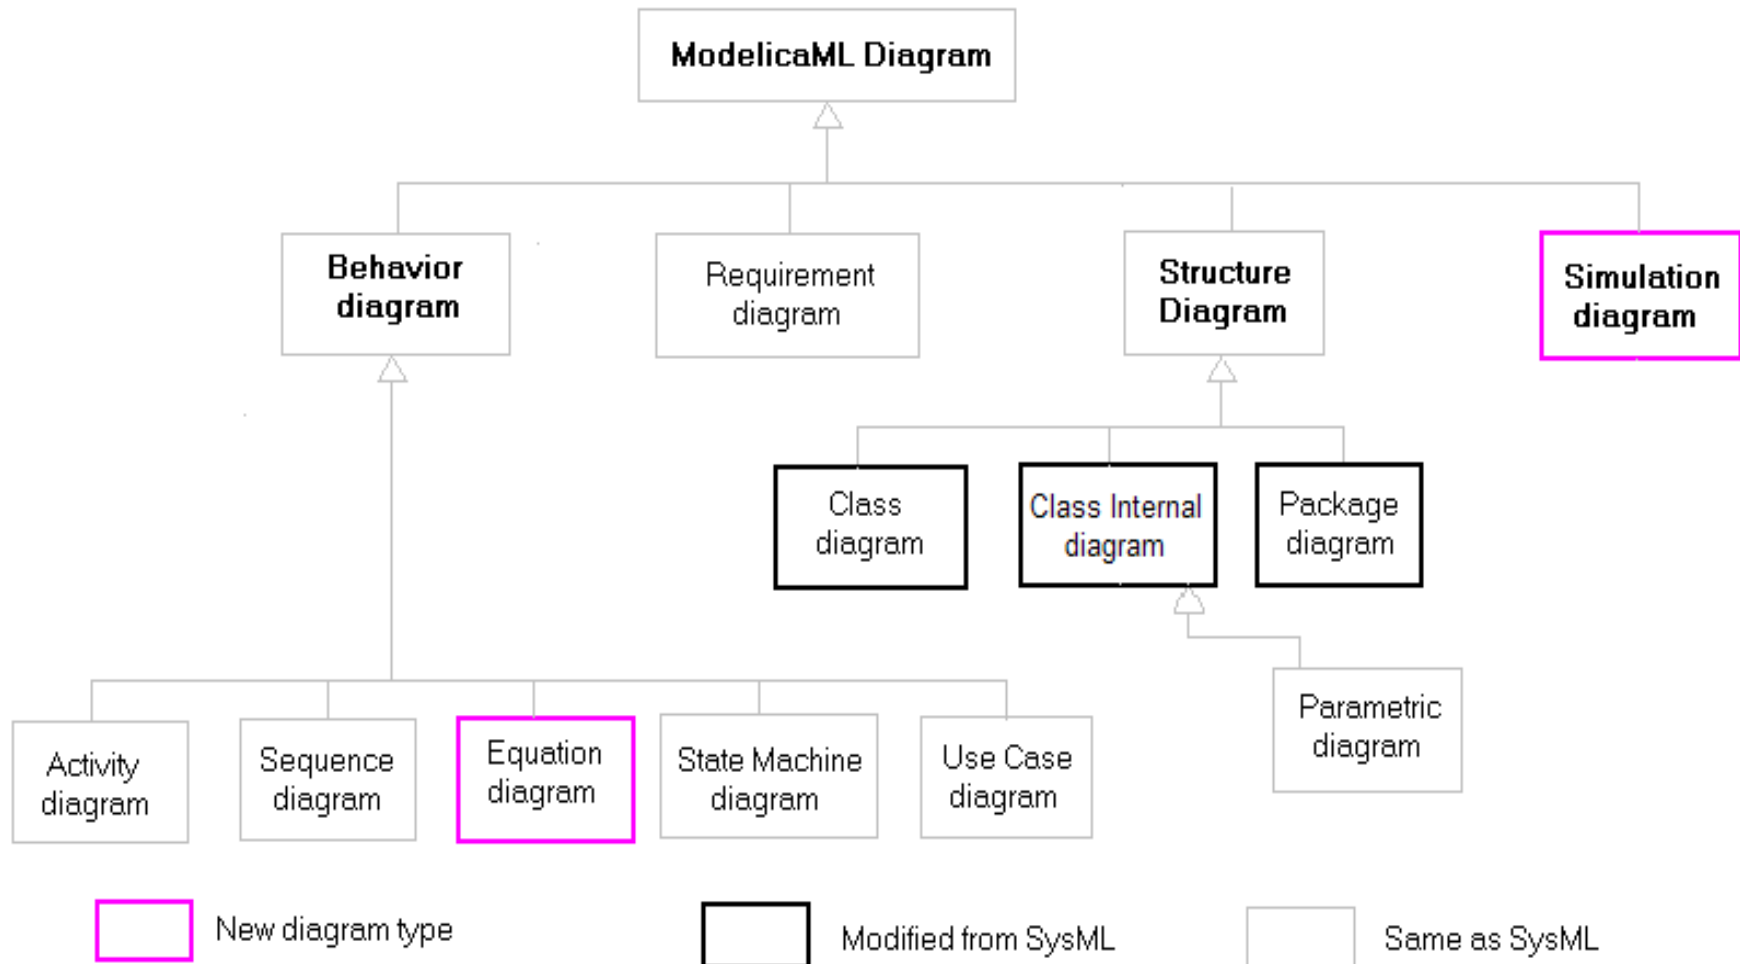 ModelicaML Diagram
Behavior
diagram
Requirement
diagram
Structure
Diagram
Simulation
diagram
Class
diagram
Class Internal
diagram
Package
diagram
Parametric
diagram
Activity
diagram
Sequence
diagram
Equation
diagram
State Machine
diagram
Use Case
diagram
New diagram type
Modified from SysML
Same as SysML